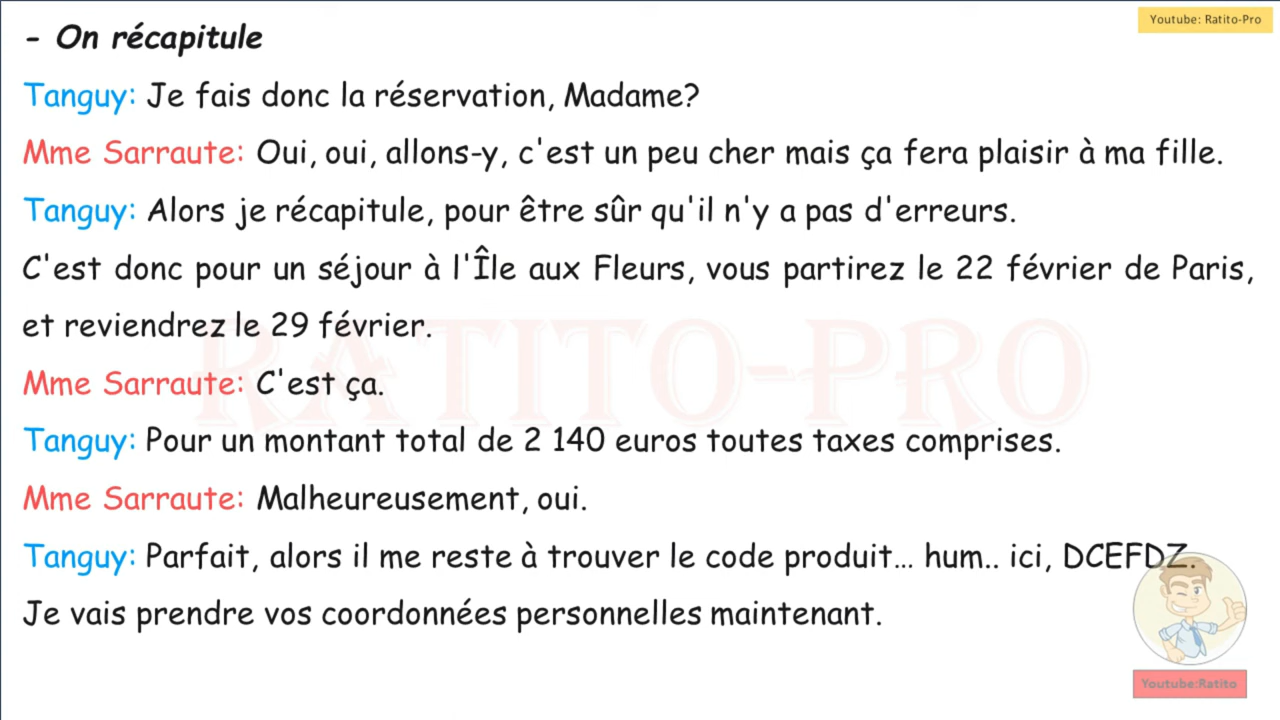 Youtube: Ratito-Pro
- On récapitule
Tanguy: Je fais donc la réservation, Madame?
Mme Sarraute: Oui, oui, allons-y, c'est un peu cher mais ça fera plaisir à ma fille.
Tanguy: Alors je récapitule, pour être sûr qu'il n'y a pas d'erreurs.
C'est donc pour un séjour à l'Île aux Fleurs, vous partirez le 22 février de Paris,
et reviendrez le 29 février.
RATITO-PRO
Mme Sarraute: C'est ça.
Tanguy: Pour un montant total de 2 140 euros toutes taxes comprises.
Mme Sarraute: Malheureusement, oui.
Tanguy: Parfait, alors il me reste à trouver le code produit... hum.. ici, DCEFDZ.
Je vais prendre vos coordonnées personnelles maintenant.
Youtube:Ratito